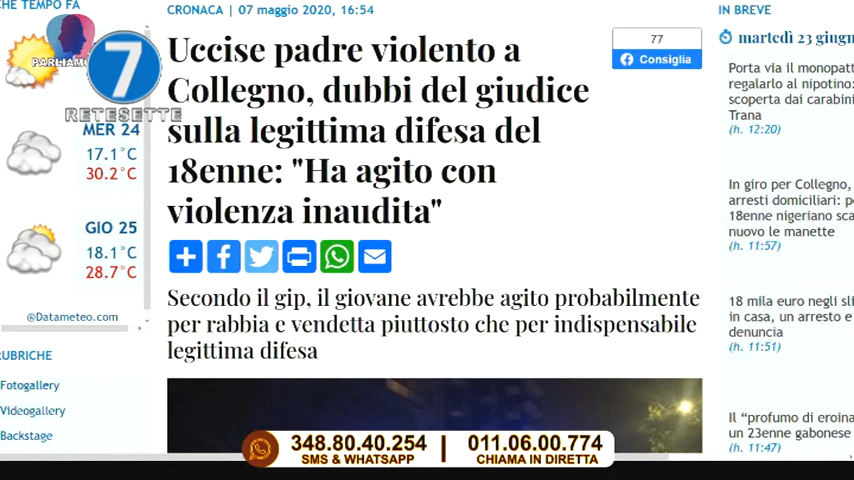 CHE TEMPO FA
PARLIAMO
7
RETESETTE
MER 24
17.1°C
30.2°C
GIO 25
18.1°C
28.7°C
@Datameteo.com
RUBRICHE
Fotogallery
Videogallery
Backstage
CRONACA | 07 maggio 2020, 16:54
Uccise padre violento a
Collegno, dubbi del giudice
sulla legittima difesa del
18enne: "Ha agito con
violenza inaudita"
77
Consiglia
Secondo il gip, il giovane avrebbe agito probabilmente
per rabbia e vendetta piuttosto che per indispensabile
legittima difesa
IN BREVE
martedì 23 giugn
Porta via il monopatt
regalarlo al nipotino:
scoperta dai carabini
Trana
(h. 12:20)
In giro per Collegno,
arresti domiciliari: pe
18enne nigeriano sca
nuovo le manette
(h. 11:57)
18 mila euro negli sli
in casa, un arresto e
denuncia
(h. 11:51)
Il “profumo di eroina
un 23enne gabonese
(h. 11:47)
348.80.40.254 | 011.06.00.774
SMS & WHATSAPP CHIAMA IN DIRETTA